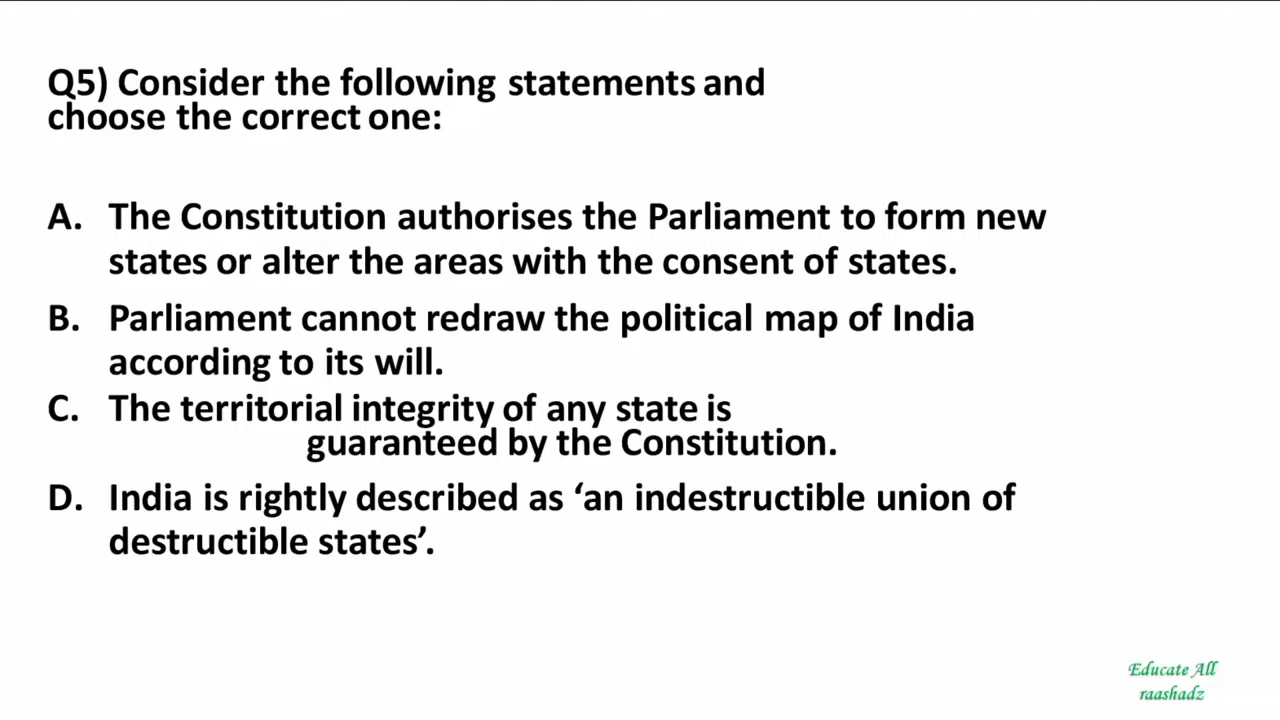 Q5) Consider the following statements and
choose the correct one:
A. The Constitution authorises the Parliament to form new
states or alter the areas with the consent of states.
B. Parliament cannot redraw the political map of India
according to its will.
C. The territorial integrity of any state is
guaranteed by the Constitution.
D. India is rightly described as ‘an indestructible union of
destructible states’.
Educate All
raashadz